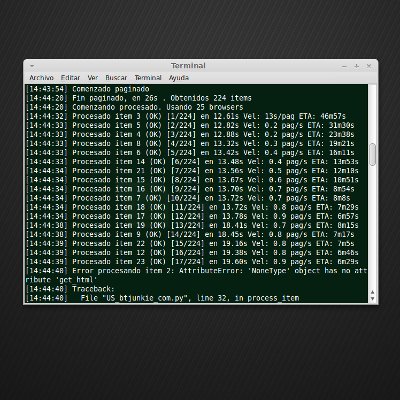 Terminal
Archivo Editar Ver Buscar Terminal Ayuda
[14:43:54] Comenzado paginado
[14:44:20] Fin paginado, en 26s . Obtenidos 224 items
[14:44:20] Comenzando procesado. Usando 25 browsers
[14:44:32] Procesado item 3 (OK) [1/224] en 12.61s Vel: 13s/pag ETA: 46m57s
[14:44:33] Procesado item 5 (OK) [2/224] en 12.82s Vel: 0.2 pag/s ETA: 31m30s
[14:44:33] Procesado item 4 (OK) [3/224] en 12.88s Vel: 0.2 pag/s ETA: 23m38s
[14:44:33] Procesado item 8 (OK) [4/224] en 13.32s Vel: 0.3 pag/s ETA: 19m21s
[14:44:33] Procesado item 6 (OK) [5/224] en 13.42s Vel: 0.4 pag/s ETA: 16m11s
[14:44:33] Procesado item 14 (OK) [6/224] en 13.48s Vel: 0.4 pag/s ETA: 13m53s
[14:44:34] Procesado item 21 (OK) [7/224] en 13.56s Vel: 0.5 pag/s ETA: 12m10s
[14:44:34] Procesado item 15 (OK) [8/224] en 13.67s Vel: 0.6 pag/s ETA: 10m51s
[14:44:34] Procesado item 16 (OK) [9/224] en 13.70s Vel: 0.7 pag/s ETA: 8m54s
[14:44:34] Procesado item 7 (OK) [10/224] en 13.72s Vel: 0.7 pag/s ETA: 8m8s
[14:44:34] Procesado item 18 (OK) [11/224] en 13.72s Vel: 0.8 pag/s ETA: 7m29s
[14:44:34] Procesado item 17 (OK) [12/224] en 13.78s Vel: 0.9 pag/s ETA: 6m57s
[14:44:38] Procesado item 19 (OK) [13/224] en 18.41s Vel: 0.7 pag/s ETA: 8m15s
[14:44:38] Procesado item 9 (OK) [14/224] en 18.45s Vel: 0.8 pag/s ETA: 7m17s
[14:44:39] Procesado item 22 (OK) [15/224] en 19.16s Vel: 0.8 pag/s ETA: 7m5s
[14:44:39] Procesado item 12 (OK) [16/224] en 19.38s Vel: 0.8 pag/s ETA: 6m46s
[14:44:39] Procesado item 23 (OK) [17/224] en 19.60s Vel: 0.9 pag/s ETA: 6m29s
[14:44:40] Error procesando item 2: AttributeError: 'NoneType' object has no att
ribute 'get_html'
[14:44:40] Traceback:
[14:44:40] File "US_btjunkie_com.py", line 32, in process_item